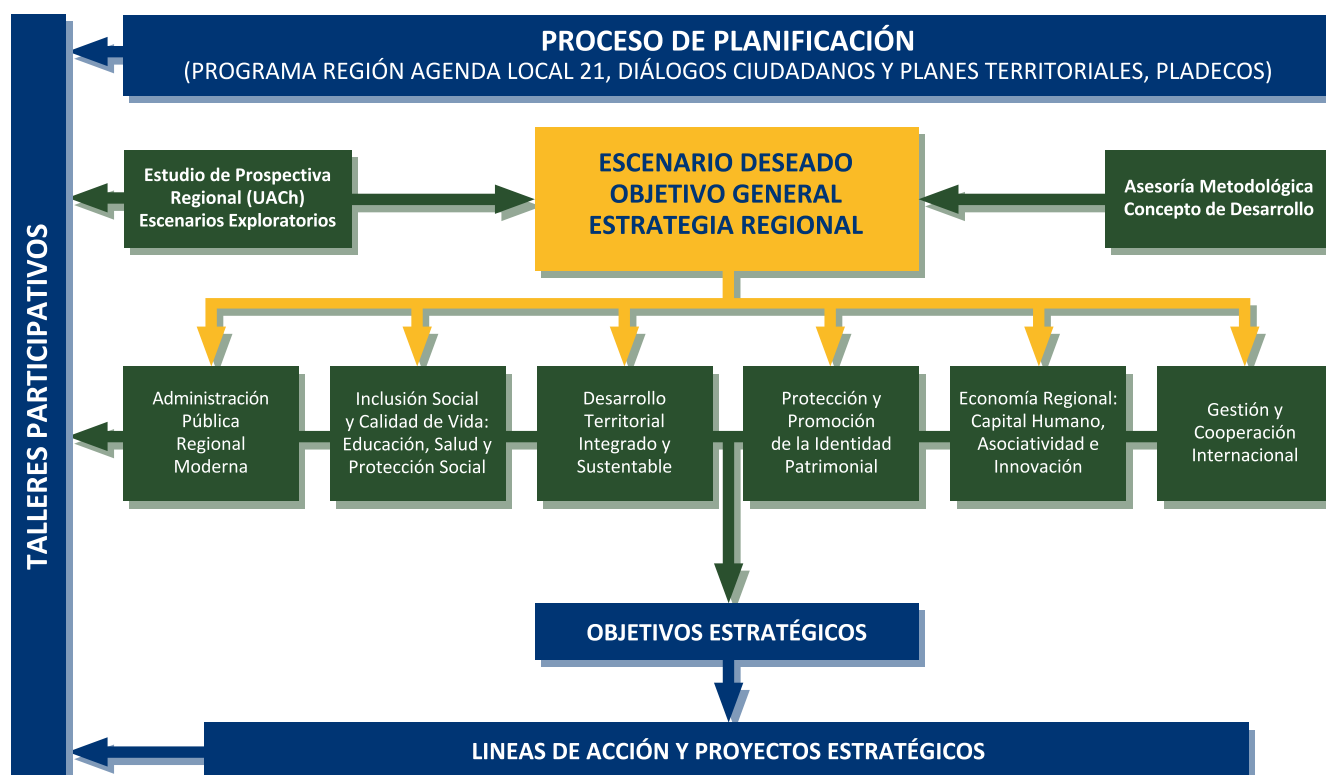 PROCESO DE PLANIFICACIÓN
(PROGRAMA REGIÓN AGENDA LOCAL 21, DIÁLOGOS CIUDADANOS Y PLANES TERRITORIALES, PLADECOS)
TALLERES PARTICIPATIVOS
Estudio de Prospectiva
Regional (UACh)
Escenarios Exploratorios
ESCENARIO DESEADO
OBJETIVO GENERAL
ESTRATEGIA REGIONAL
Asesoría Metodológica
Concepto de Desarrollo
Administración
Pública
Regional
Moderna
Inclusión Social
y Calidad de Vida:
Educación, Salud y
Protección Social
Desarrollo
Territorial
Integrado y
Sustentable
Protección y
Promoción
de la Identidad
Patrimonial
Economía Regional:
Capital Humano,
Asociatividad e
Innovación
Gestión y
Cooperación
Internacional
OBJETIVOS ESTRATÉGICOS
LINEAS DE ACCIÓN Y PROYECTOS ESTRATÉGICOS